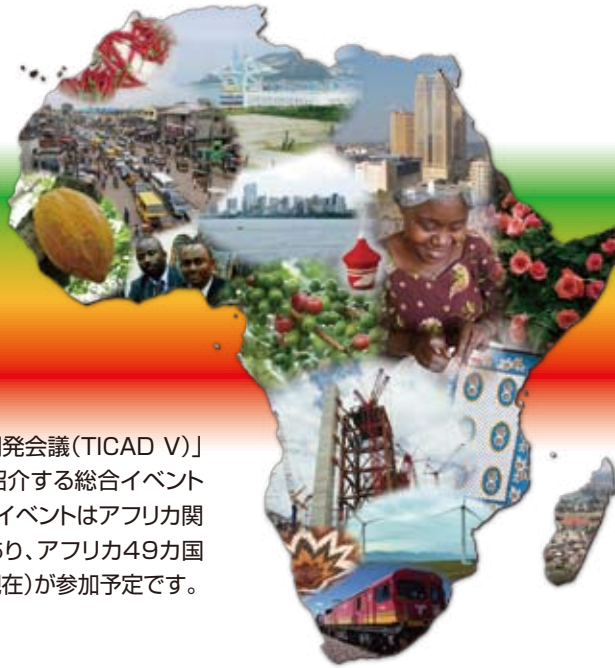 開発会議(TICAD V)」
紹介する総合イベント
イベントはアフリカ関
あり、アフリカ49カ国
現在)が参加予定です。